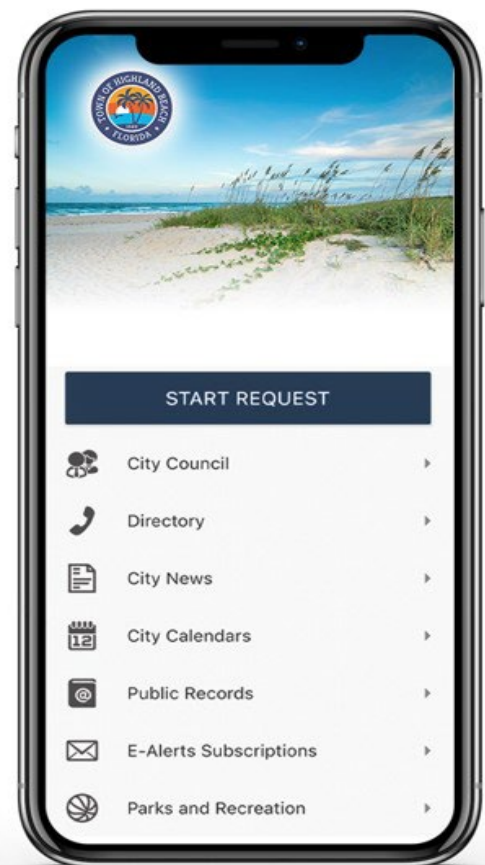 TOWN OF HIGHLAND BEACH
FLORIDA
START REQUEST
City Council
Directory
City News
12
City Calendars
Public Records
@
E-Alerts Subscriptions
Parks and Recreation